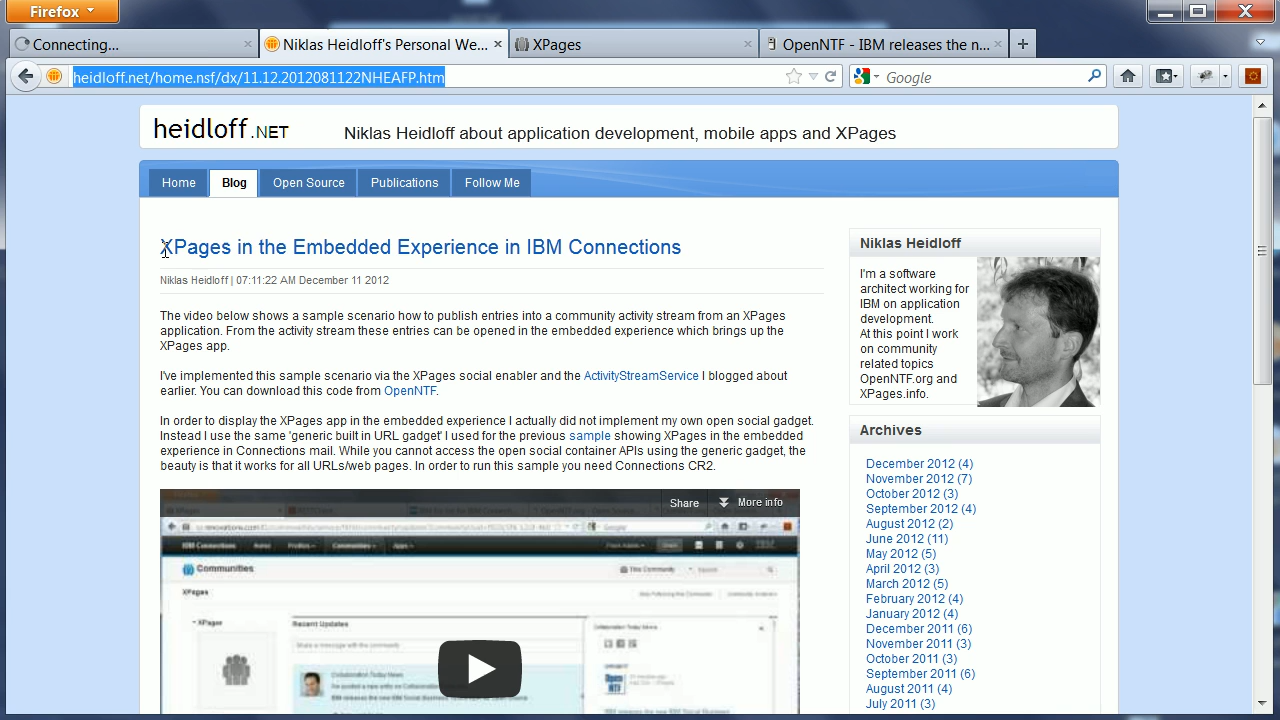 Firefox
Connecting...
Niklas Heidloff's Personal We...
XPages
OpenNTF - IBM releases the n...
heidloff.net/home.nsf/dx/11.12.2012081122NHEAFP.htm
Google
heidloff.NET
Niklas Heidloff about application development, mobile apps and XPages
Home
Blog
Open Source
Publications
Follow Me
XPages in the Embedded Experience in IBM Connections
Niklas Heidloff | 07:11:22 AM December 11 2012
The video below shows a sample scenario how to publish entries into a community activity stream from an XPages
application. From the activity stream these entries can be opened in the embedded experience which brings up the
XPages app.
I've implemented this sample scenario via the XPages social enabler and the ActivityStreamService I blogged about
earlier. You can download this code from OpenNTF.
In order to display the XPages app in the embedded experience I actually did not implement my own open social gadget.
Instead I use the same 'generic built in URL gadget' I used for the previous sample showing XPages in the embedded
experience in Connections mail. While you cannot access the open social container APIs using the generic gadget, the
beauty is that it works for all URLs/web pages. In order to run this sample you need Connections CR2.
Share
More info
IBM Connections
Communities
This Community
Search
XPages
XPages
Recent Updates
Share a message with the community
Collaboration Today News
Niklas Heidloff
I'm a software
architect working for
IBM on application
development.
At this point I work
on community
related topics
OpenNTF.org and
XPages.info.
Archives
December 2012 (4)
November 2012 (7)
October 2012 (3)
September 2012 (4)
August 2012 (2)
June 2012 (11)
May 2012 (5)
April 2012 (3)
March 2012 (5)
February 2012 (4)
January 2012 (4)
December 2011 (6)
November 2011 (3)
October 2011 (3)
September 2011 (6)
August 2011 (4)
July 2011 (3)